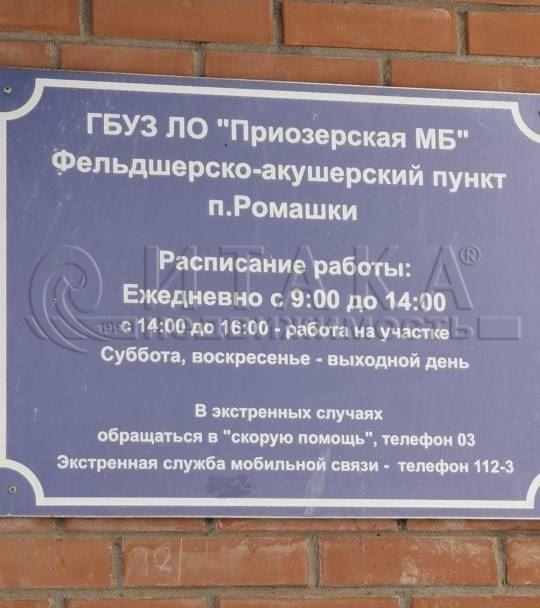 ГБУЗ ЛО "Приозерская МБ"
Фельдшерско-акушерский пункт
п.Ромашки
Расписание работы:
Ежедневно с 9:00 до 14:00
с 14:00 до 16:00 - работа на участке
Суббота, воскресенье - выходной день
В экстренных случаях
обращаться в "скорую помощь", телефон 03
Экстренная служба мобильной связи - телефон 112-3
ИТАКА®
НЕДВИЖИМОСТЬ